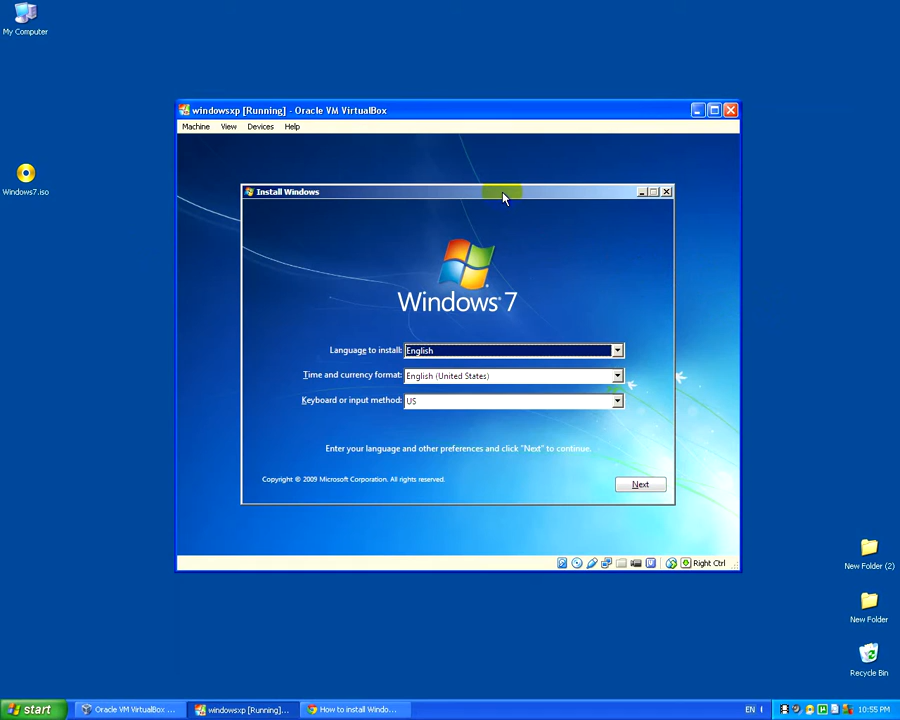 My Computer
windowsxp [Running] - Oracle VM VirtualBox
Machine View Devices Help
Windows7.iso
Install Windows
Windows 7
Language to install: English
Time and currency format: English (United States)
Keyboard or input method: US
Enter your language and other preferences and click "Next" to continue.
Copyright © 2009 Microsoft Corporation. All rights reserved.
Next
Right Ctrl
New Folder (2)
New Folder
Recycle Bin
start
Oracle VM VirtualBox ...
windowsxp [Running]...
How to install Windo...
EN
10:55 PM